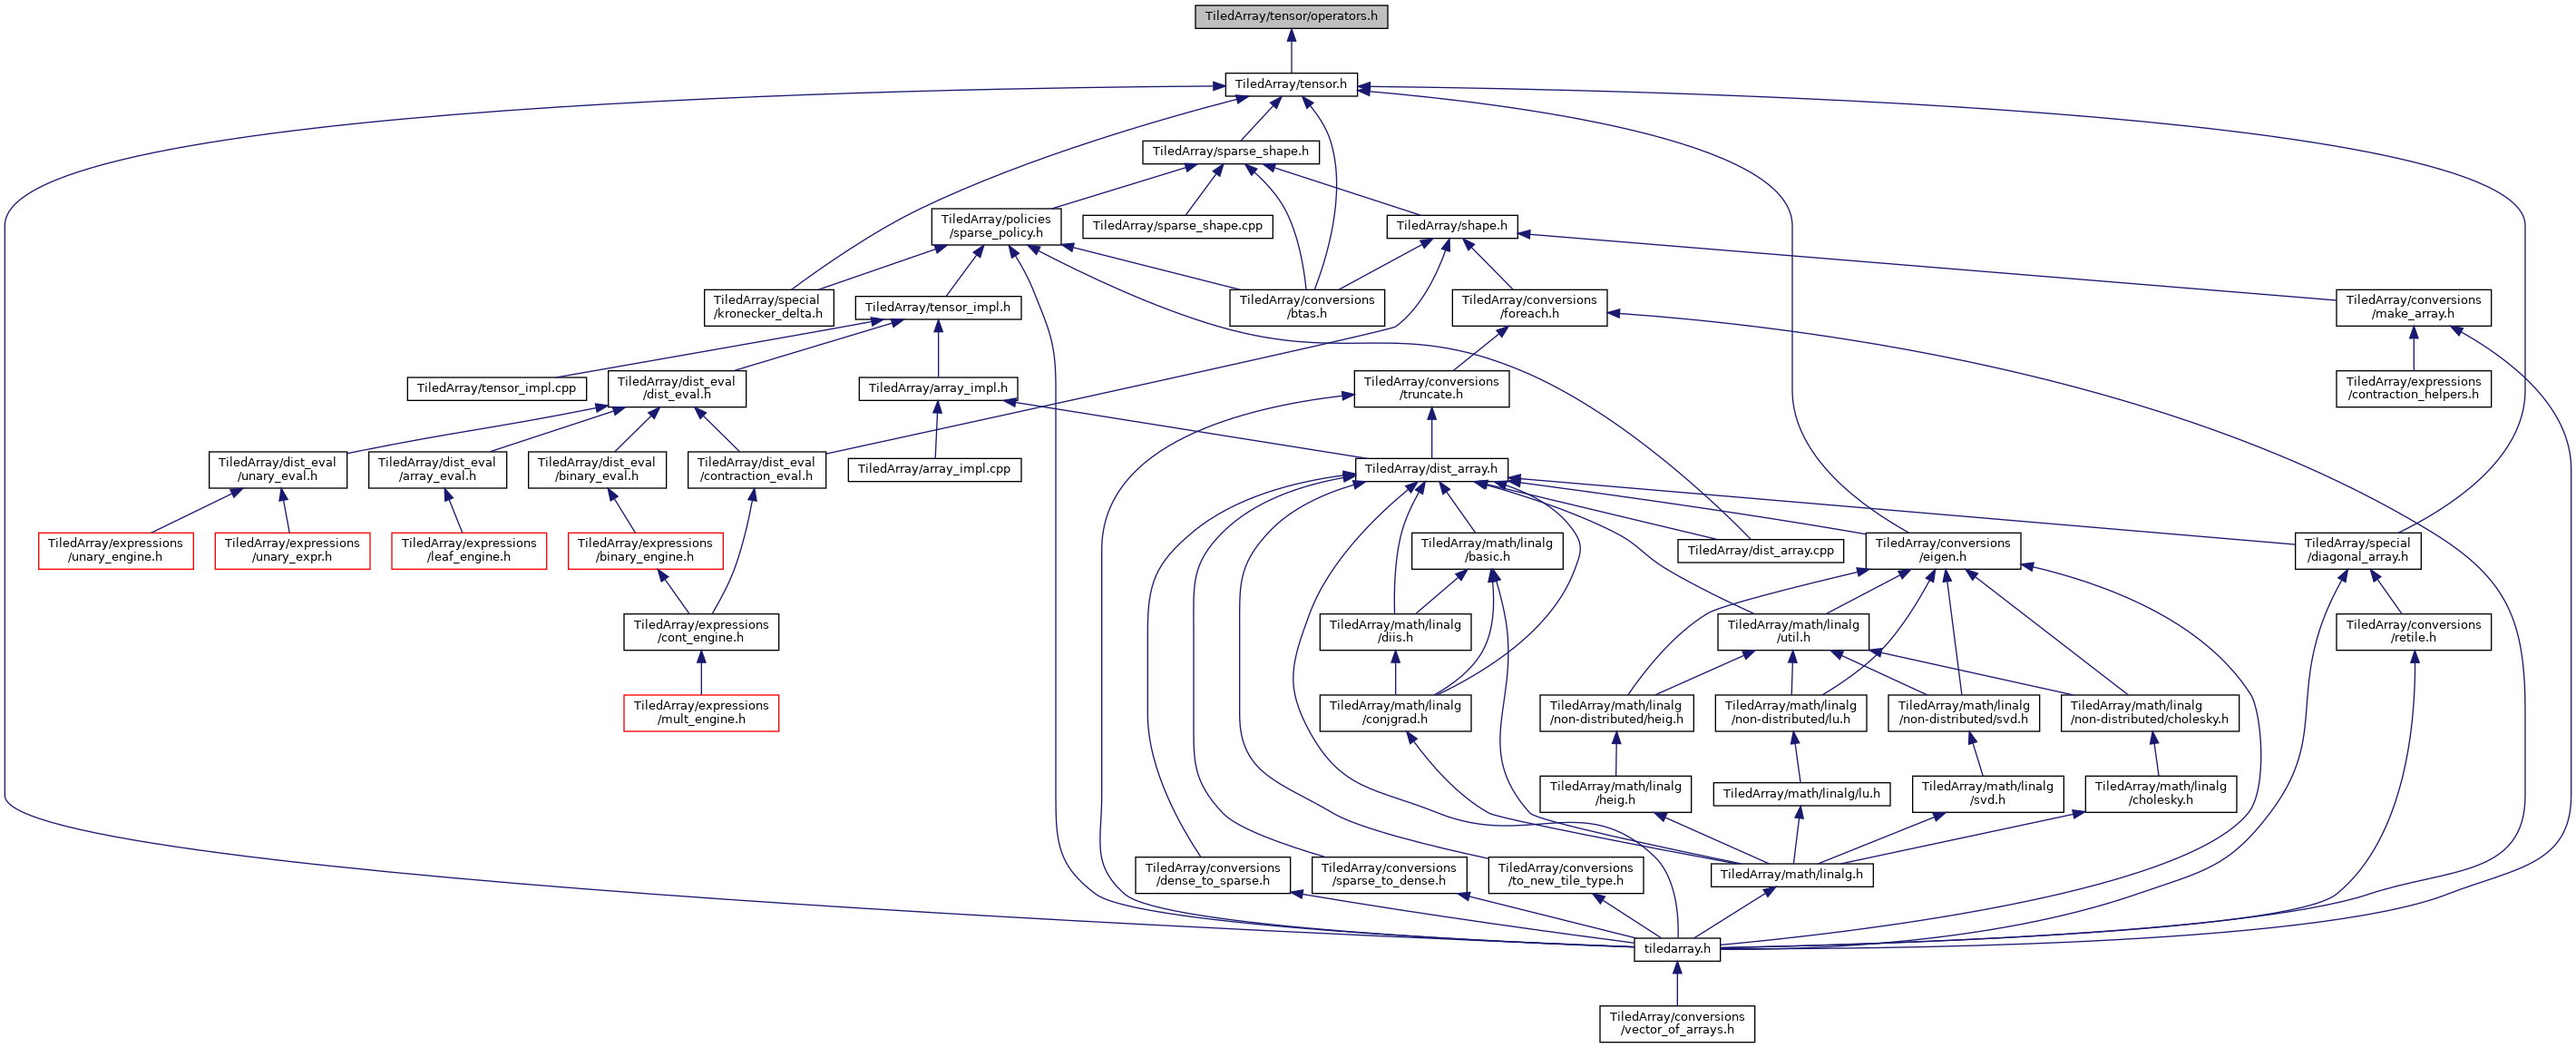 TiledArray/tensor/operators.h
TiledArray/tensor.h
TiledArray/sparse_shape.h
TiledArray/policies
/sparse_policy.h
TiledArray/sparse_shape.cpp
TiledArray/shape.h
TiledArray/special
/kronecker_delta.h
TiledArray/tensor_impl.h
TiledArray/conversions
/btas.h
TiledArray/conversions
/foreach.h
TiledArray/conversions
/make_array.h
TiledArray/tensor_impl.cpp
TiledArray/dist_eval
/dist_eval.h
TiledArray/array_impl.h
TiledArray/conversions
/truncate.h
TiledArray/expressions
/contraction_helpers.h
TiledArray/dist_eval
/unary_eval.h
TiledArray/dist_eval
/array_eval.h
TiledArray/dist_eval
/binary_eval.h
TiledArray/dist_eval
/contraction_eval.h
TiledArray/array_impl.cpp
TiledArray/dist_array.h
TiledArray/expressions
/unary_engine.h
TiledArray/expressions
/unary_expr.h
TiledArray/expressions
/leaf_engine.h
TiledArray/expressions
/binary_engine.h
TiledArray/math/linalg
/basic.h
TiledArray/dist_array.cpp
TiledArray/conversions
/eigen.h
TiledArray/special
/diagonal_array.h
TiledArray/expressions
/cont_engine.h
TiledArray/math/linalg
/diis.h
TiledArray/math/linalg
/util.h
TiledArray/conversions
/retile.h
TiledArray/expressions
/mult_engine.h
TiledArray/math/linalg
/conjgrad.h
TiledArray/math/linalg
/non-distributed/heig.h
TiledArray/math/linalg
/non-distributed/lu.h
TiledArray/math/linalg
/non-distributed/svd.h
TiledArray/math/linalg
/non-distributed/cholesky.h
TiledArray/math/linalg
/heig.h
TiledArray/math/linalg/lu.h
TiledArray/math/linalg
/svd.h
TiledArray/math/linalg
/cholesky.h
TiledArray/conversions
/dense_to_sparse.h
TiledArray/conversions
/sparse_to_dense.h
TiledArray/conversions
/to_new_tile_type.h
TiledArray/math/linalg.h
tiledarray.h
TiledArray/conversions
/vector_of_arrays.h